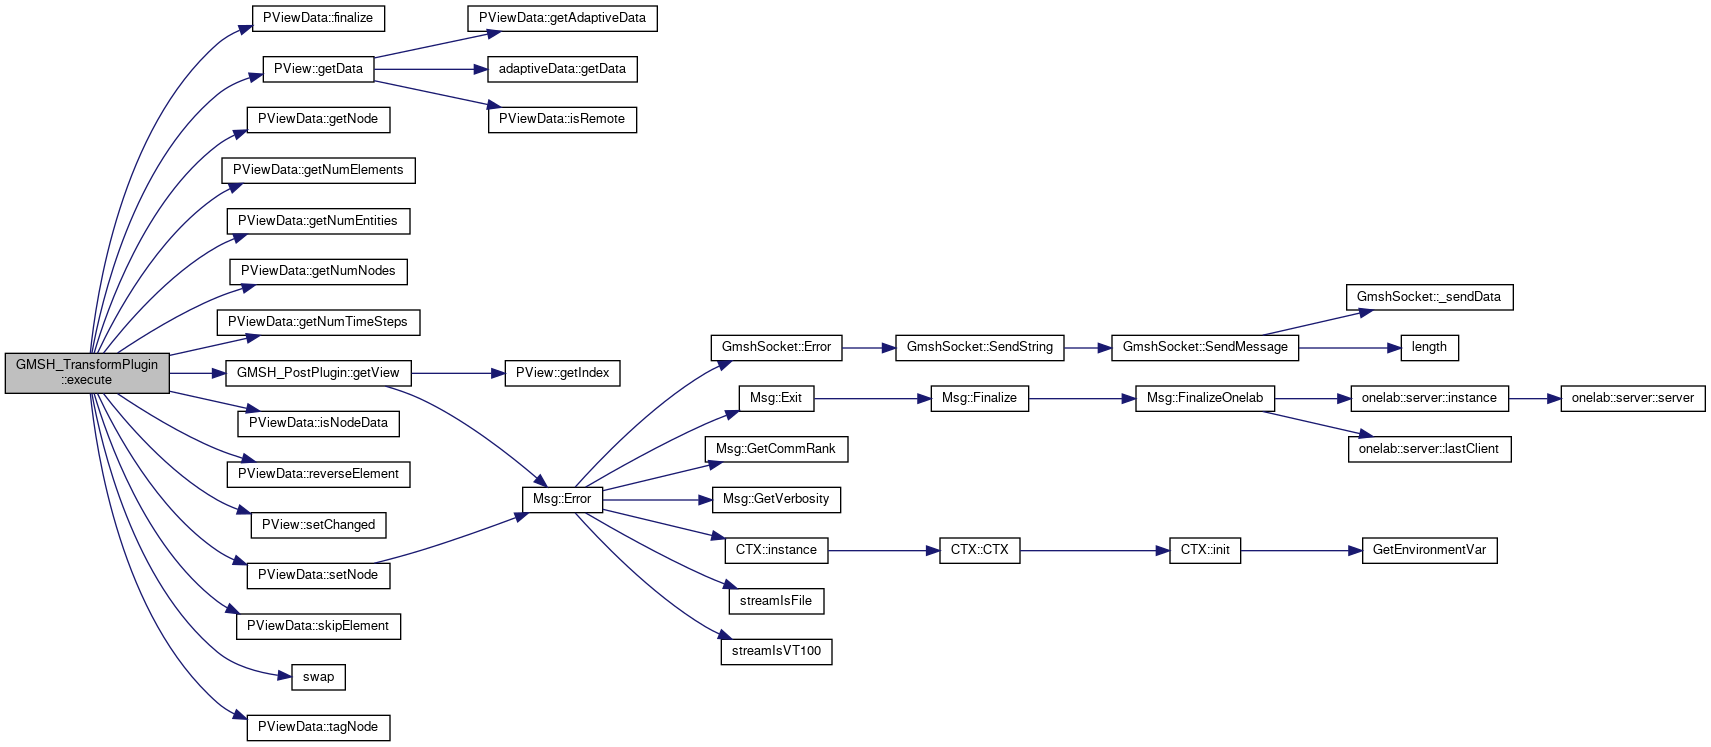 GMSH_TransformPlugin
::execute
PViewData::finalize
PView::getData
PViewData::getAdaptiveData
adaptiveData::getData
PViewData::isRemote
PViewData::getNode
PViewData::getNumElements
PViewData::getNumEntities
PViewData::getNumNodes
PViewData::getNumTimeSteps
GMSH_PostPlugin::getView
PView::getIndex
PViewData::isNodeData
PViewData::reverseElement
PView::setChanged
PViewData::setNode
PViewData::skipElement
swap
PViewData::tagNode
Msg::Error
GmshSocket::Error
GmshSocket::SendString
GmshSocket::SendMessage
GmshSocket::_sendData
length
Msg::Exit
Msg::Finalize
Msg::FinalizeOnelab
onelab::server::instance
onelab::server::server
onelab::server::lastClient
Msg::GetCommRank
Msg::GetVerbosity
CTX::instance
CTX::CTX
CTX::init
GetEnvironmentVar
streamIsFile
streamIsVT100